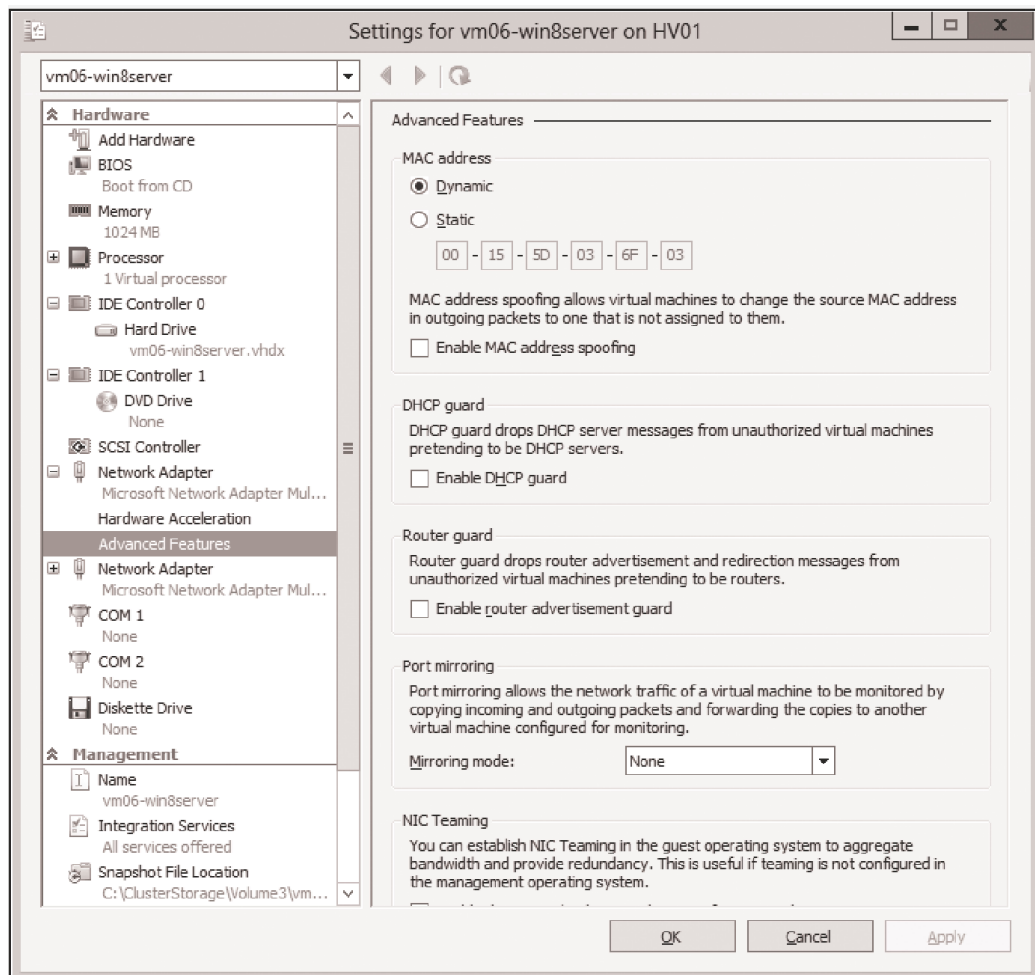 Settings for vm06-win8server on HV01
vm06-win8server
Hardware
Add Hardware
BIOS
Boot from CD
Memory
1024 MB
Processor
1 Virtual processor
IDE Controller 0
Hard Drive
vm06-win8server.vhdx
IDE Controller 1
DVD Drive
None
SCSI Controller
Network Adapter
Microsoft Network Adapter Mul...
Hardware Acceleration
Advanced Features
Network Adapter
Microsoft Network Adapter Mul...
COM 1
None
COM 2
None
Diskette Drive
None
Management
Name
vm06-win8server
Integration Services
All services offered
Snapshot File Location
C:\ClusterStorage\Volume3\vm...
Advanced Features
MAC address
Dynamic
Static
00 - 15 - 5D - 03 - 6F - 03
MAC address spoofing allows virtual machines to change the source MAC address
in outgoing packets to one that is not assigned to them.
Enable MAC address spoofing
DHCP guard
DHCP guard drops DHCP server messages from unauthorized virtual machines
pretending to be DHCP servers.
Enable DHCP guard
Router guard
Router guard drops router advertisement and redirection messages from
unauthorized virtual machines pretending to be routers.
Enable router advertisement guard
Port mirroring
Port mirroring allows the network traffic of a virtual machine to be monitored by
copying incoming and outgoing packets and forwarding the copies to another
virtual machine configured for monitoring.
Mirroring mode:
None
NIC Teaming
You can establish NIC Teaming in the guest operating system to aggregate
bandwidth and provide redundancy. This is useful if teaming is not configured in
the management operating system.
OK
Cancel
Apply